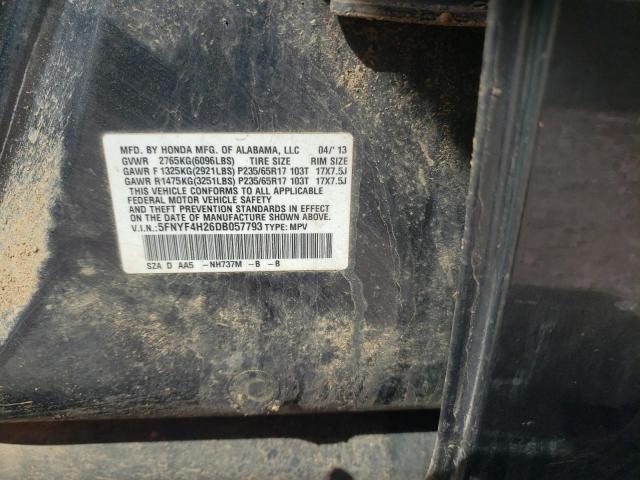 MFD. BY HONDA MFG. OF ALABAMA, LLC 04/'13
GVWR 2765KG(6096LBS) TIRE SIZE RIM SIZE
GAWR F 1325KG(2921LBS) P235/65R17 103T 17X7.5J
GAWR R1475KG(3251LBS) P235/65R17 103T 17X7.5J
THIS VEHICLE CONFORMS TO ALL APPLICABLE
FEDERAL MOTOR VEHICLE SAFETY
AND THEFT PREVENTION STANDARDS IN EFFECT
ON THE DATE OF MANUFACTURE SHOWN ABOVE.
V.I.N.: 5FNYF4H26DB057793 TYPE: MPV
SZA D AA5 -NH737M -B -B